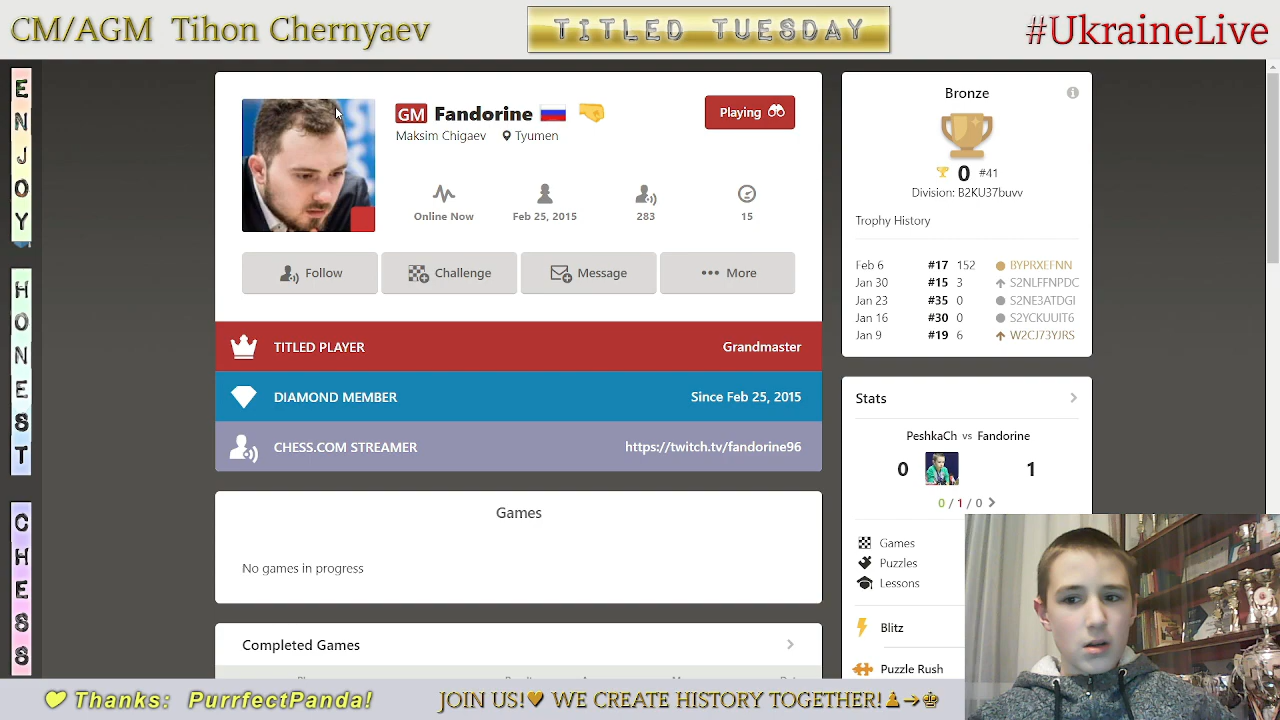 CM/AGM Tihon Chernyaev
TITLED TUESDAY
#UkraineLive
ENJOY
HONEST
CHESS
GM Fandorine
Maksim Chigaev Tyumen
Playing
Online Now
Feb 25, 2015
283
15
Follow
Challenge
Message
More
TITLED PLAYER Grandmaster
DIAMOND MEMBER Since Feb 25, 2015
CHESS.COM STREAMER https://twitch.tv/fandorine96
Games
No games in progress
Completed Games
Bronze
0 #41
Division: B2KU37buvv
Trophy History
Feb 6 #17 152 BYPRXEFNN
Jan 30 #15 3 S2NLFFNPDC
Jan 23 #35 0 S2NE3ATDGI
Jan 16 #30 0 S2YCKUUIT6
Jan 9 #19 6 W2CJ73YJRS
Stats
PeshkaCh vs Fandorine
0 1
0 / 1 / 0
Games
Puzzles
Lessons
Blitz
Puzzle Rush
Thanks: PurrfectPanda!
JOIN US! WE CREATE HISTORY TOGETHER!